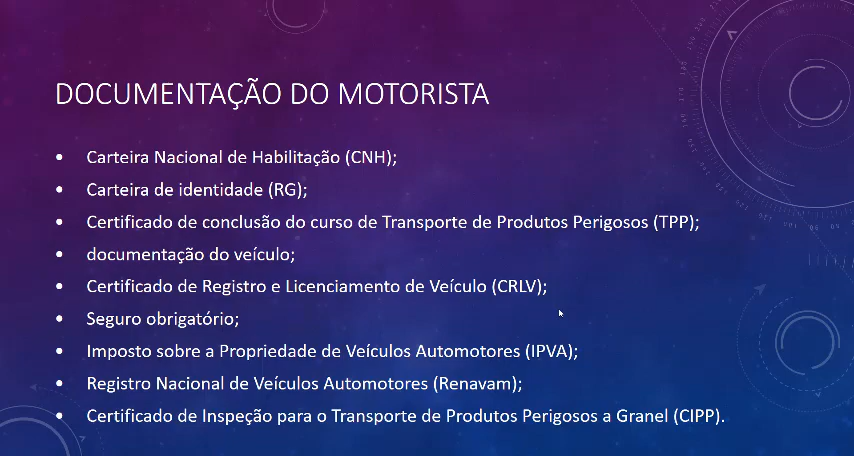 DOCUMENTAÇÃO DO MOTORISTA
• Carteira Nacional de Habilitação (CNH);
• Carteira de identidade (RG);
• Certificado de conclusão do curso de Transporte de Produtos Perigosos (TPP);
• documentação do veículo;
• Certificado de Registro e Licenciamento de Veículo (CRLV);
• Seguro obrigatório;
• Imposto sobre a Propriedade de Veículos Automotores (IPVA);
• Registro Nacional de Veículos Automotores (Renavam);
• Certificado de Inspeção para o Transporte de Produtos Perigosos a Granel (CIPP).